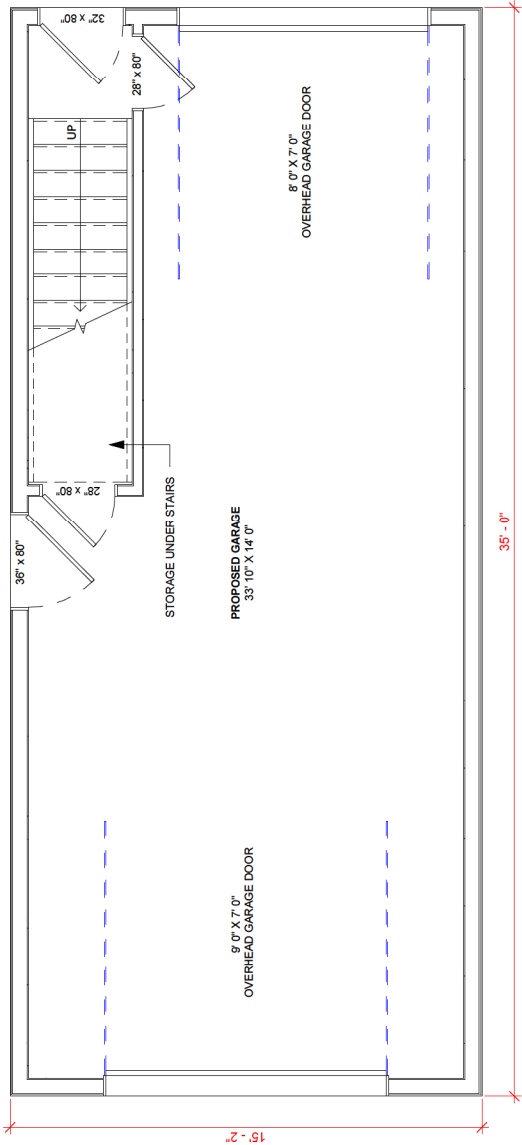 32" x 80"
28" x 80"
UP
8' 0" X 7' 0"
OVERHEAD GARAGE DOOR
28" x 80"
STORAGE UNDER STAIRS
36" x 80"
PROPOSED GARAGE
33' 10" X 14' 0"
35' - 0"
9' 0" X 7' 0"
OVERHEAD GARAGE DOOR
15' - 2"